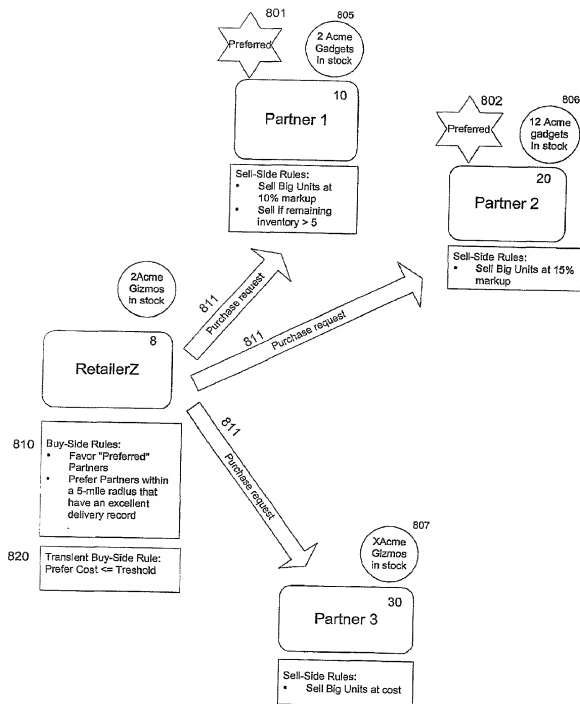 801
Preferred
805
2 Acme
Gadgets
in stock
10
Partner 1
Sell-Side Rules:
• Sell Big Units at
10% markup
• Sell if remaining
inventory > 5
802
Preferred
806
12 Acme
gadgets
in stock
20
Partner 2
Sell-Side Rules:
• Sell Big Units at 15%
markup
2Acme
Gizmos
in stock
8
RetailerZ
811
Purchase request
811
Purchase request
811
Purchase request
810
Buy-Side Rules:
• Favor "Preferred"
Partners
• Prefer Partners within
a 5-mile radius that
have an excellent
delivery record
820
Transient Buy-Side Rule:
Prefer Cost <= Treshold
807
XAcme
Gizmos
in stock
30
Partner 3
Sell-Side Rules:
• Sell Big Units at cost